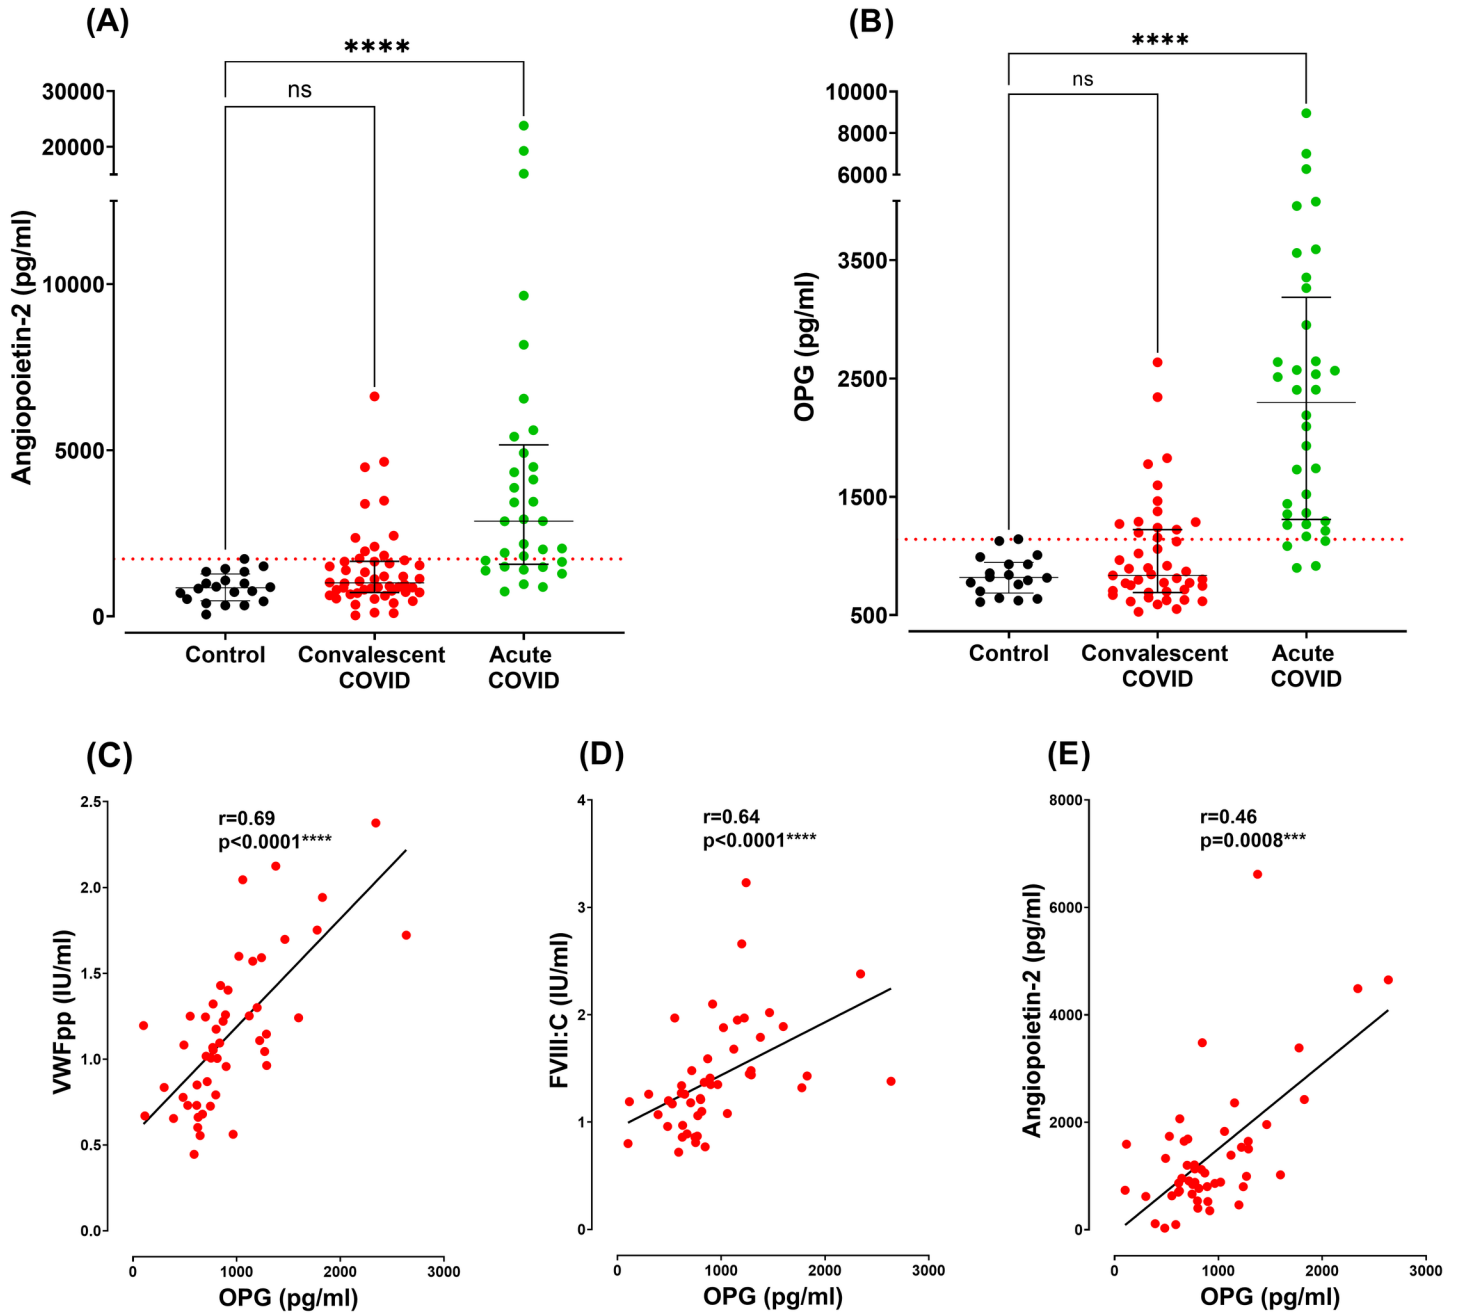 (A)
****
ns
30000
20000
10000
5000
0
Angiopoietin-2 (pg/ml)
Control
Convalescent
COVID
Acute
COVID
(B)
****
ns
10000
8000
6000
3500
2500
1500
500
OPG (pg/ml)
Control
Convalescent
COVID
Acute
COVID
(C)
r=0.69
p<0.0001****
2.5
2.0
1.5
1.0
0.5
0.0
VWFpp (IU/ml)
0
1000
2000
3000
OPG (pg/ml)
(D)
r=0.64
p<0.0001****
4
3
2
1
0
FVIII:C (IU/ml)
0
1000
2000
3000
OPG (pg/ml)
(E)
r=0.46
p=0.0008***
8000
6000
4000
2000
0
Angiopoietin-2 (pg/ml)
0
1000
2000
3000
OPG (pg/ml)